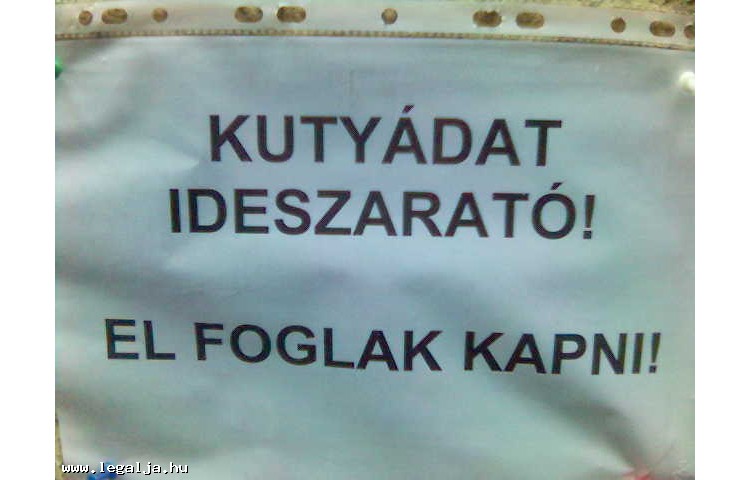 KUTYÁDAT
IDESZARATÓ!
EL FOGLAK KAPNI!
www.legalja.hu